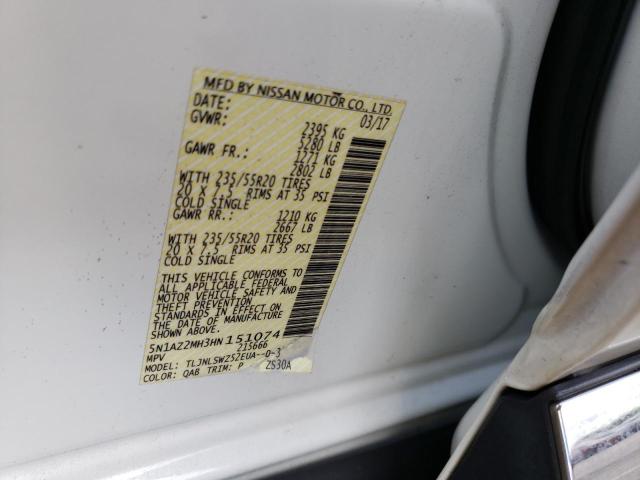 MFD BY NISSAN MOTOR CO., LTD.
DATE: 03/17
GVWR: 2395 KG
5280 LB
GAWR FR.: 1271 KG
2802 LB
WITH 235/55R20 TIRES
20 X 7.5 RIMS AT 35 PSI
COLD SINGLE
GAWR RR.: 1210 KG
2667 LB
WITH 235/55R20 TIRES
20 X 7.5 RIMS AT 35 PSI
COLD SINGLE
THIS VEHICLE CONFORMS TO
ALL APPLICABLE FEDERAL
MOTOR VEHICLE SAFETY AND
THEFT PREVENTION
STANDARDS IN EFFECT ON
THE DATE OF MANUFACTURE
SHOWN ABOVE.
5N1AZ2MH3HN151074
MPV 215666
MODEL: TLJNLSWZ52EUA--D-3
COLOR: QAB TRIM: P ZS30A